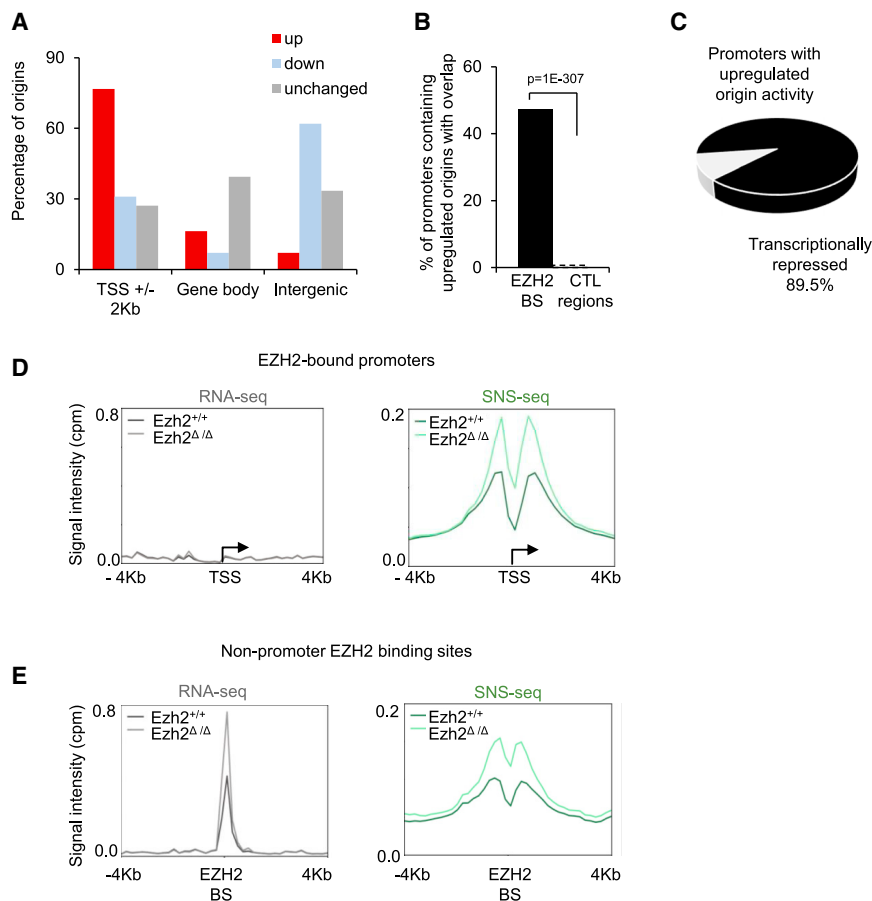 A
Percentage of origins
90
60
30
0
up
down
unchanged
TSS +/-
2Kb
Gene body
Intergenic
B
% of promoters containing
upregulated origins with overlap
60
40
20
0
p=1E-307
EZH2
BS
CTL
regions
C
Promoters with
upregulated
origin activity
Transcriptionally
repressed
89.5%
D
EZH2-bound promoters
RNA-seq
Signal intensity (cpm)
0.8
0.0
Ezh2+/+
Ezh2Δ /Δ
- 4Kb
TSS
4Kb
SNS-seq
0.2
0.0
Ezh2+/+
Ezh2Δ /Δ
- 4Kb
TSS
4Kb
Non-promoter EZH2 binding sites
E
RNA-seq
Signal intensity (cpm)
0.8
0.0
Ezh2+/+
Ezh2Δ /Δ
-4Kb
EZH2
BS
4Kb
SNS-seq
0.2
0.0
Ezh2+/+
Ezh2Δ /Δ
-4Kb
EZH2
BS
4Kb